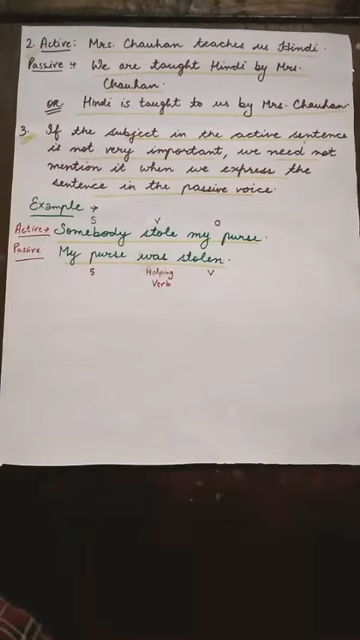 2. Active: Mrs. Chauhan teaches us Hindi.
Passive :→ We are taught Hindi by Mrs.
Chauhan.
OR Hindi is taught to us by Mrs. Chauhan.
3. If the subject in the active sentence
is not very important, we need not
mention it when we express the
sentence in the passive voice.
Example →
S V O
Active → Somebody stole my purse.
Passive My purse was stolen.
S Helping V
Verb